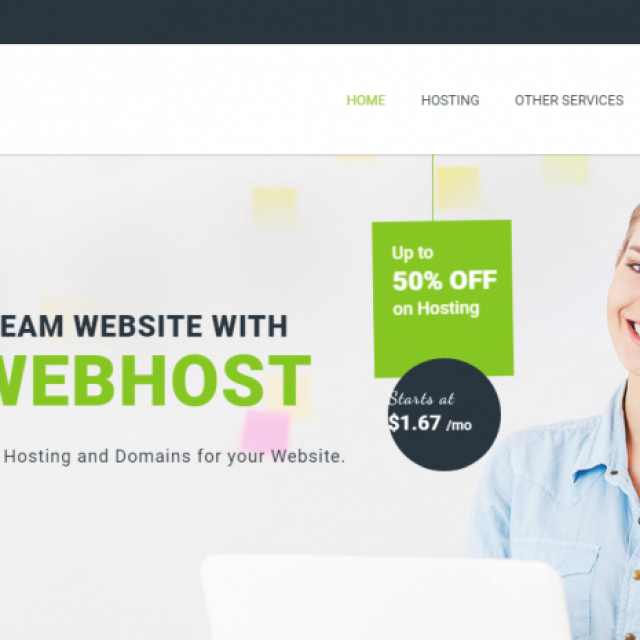 HOME HOSTING OTHER SERVICES
Up to
50% OFF
on Hosting
EAM WEBSITE WITH
WEBHOST
Starts at
$1.67 /mo
Hosting and Domains for your Website.